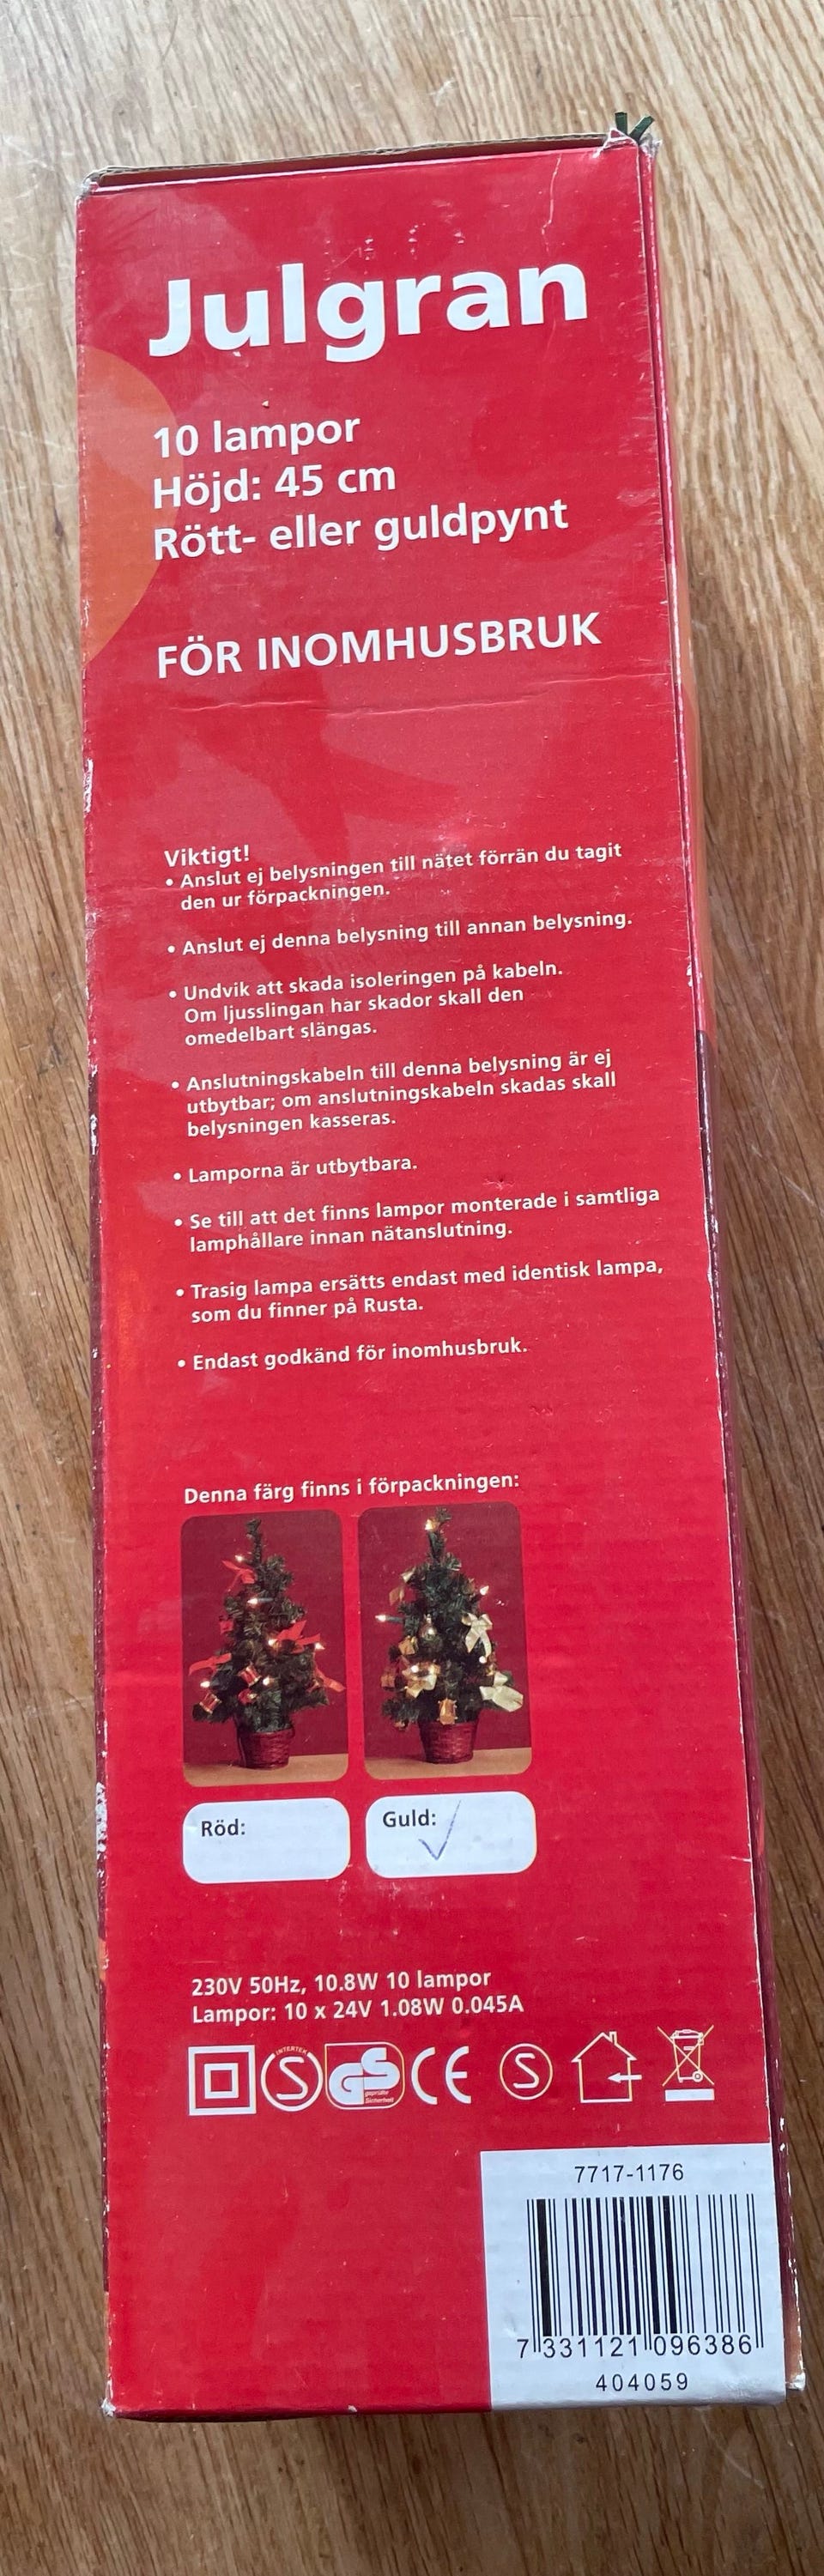 Julgran
10 lampor
Höjd: 45 cm
Rött- eller guldpynt
FÖR INOMHUSBRUK
Viktigt!
• Anslut ej belysningen till nätet förrän du tagit
den ur förpackningen.
• Anslut ej denna belysning till annan belysning.
• Undvik att skada isoleringen på kabeln.
Om ljusslingan har skador skall den
omedelbart slängas.
• Anslutningskabeln till denna belysning är ej
utbytbar; om anslutningskabeln skadas skall
belysningen kasseras.
• Lamporna är utbytbara.
• Se till att det finns lampor monterade i samtliga
lamphållare innan nätanslutning.
• Trasig lampa ersätts endast med identisk lampa,
som du finner på Rusta.
• Endast godkänd för inomhusbruk.
Denna färg finns i förpackningen:
Röd:
Guld:
230V 50Hz, 10.8W 10 lampor
Lampor: 10 x 24V 1.08W 0.045A
INTERTEK
S
GS
geprüfte
Sicherheit
CE
S
7717-1176
7 331121 096386
404059